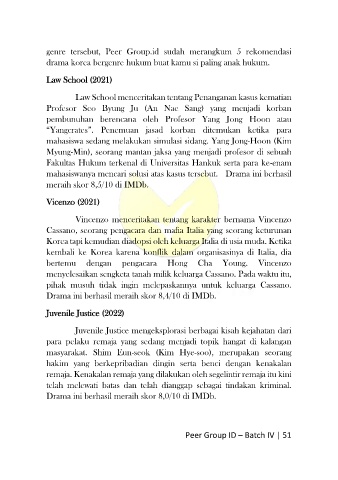 genre tersebut, Peer Group.id sudah merangkum 5 rekomendasi
drama korea bergenre hukum buat kamu si paling anak hukum.
Law School (2021)
Law School menceritakan tentang Penanganan kasus kematian
Profesor Seo Byung Ju (An Nae Sang) yang menjadi korban
pembunuhan berencana oleh Profesor Yang Jong Hoon atau
“Yangcrates”. Penemuan jasad korban ditemukan ketika para
mahasiswa sedang melakukan simulasi sidang. Yang Jong-Hoon (Kim
Myung-Min), seorang mantan jaksa yang menjadi profesor di sebuah
Fakultas Hukum terkenal di Universitas Hankuk serta para ke-enam
mahasiswanya mencari solusi atas kasus tersebut. Drama ini berhasil
meraih skor 8,5/10 di IMDb.
Vicenzo (2021)
Vincenzo menceritakan tentang karakter bernama Vincenzo
Cassano, seorang pengacara dan mafia Italia yang seorang keturunan
Korea tapi kemudian diadopsi oleh keluarga Italia di usia muda. Ketika
kembali ke Korea karena konflik dalam organisasinya di Italia, dia
bertemu dengan pengacara Hong Cha Young. Vincenzo
menyelesaikan sengketa tanah milik keluarga Cassano. Pada waktu itu,
pihak musuh tidak ingin melepaskannya untuk keluarga Cassano.
Drama ini berhasil meraih skor 8,4/10 di IMDb.
Juvenile Justice (2022)
Juvenile Justice mengeksplorasi berbagai kisah kejahatan dari
para pelaku remaja yang sedang menjadi topik hangat di kalangan
masyarakat. Shim Eun-seok (Kim Hye-soo), merupakan seorang
hakim yang berkepribadian dingin serta benci dengan kenakalan
remaja. Kenakalan remaja yang dilakukan oleh segelintir remaja itu kini
telah melewati batas dan telah dianggap sebagai tindakan kriminal.
Drama ini berhasil meraih skor 8,0/10 di IMDb.
Peer Group ID – Batch IV | 51